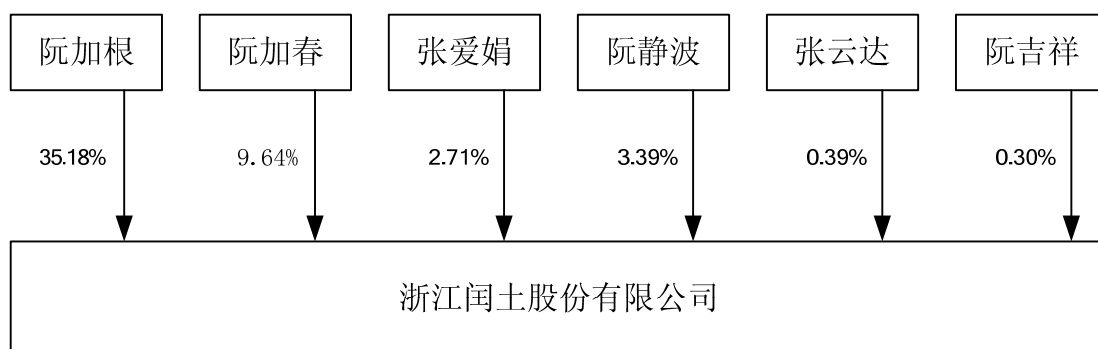 阮加根 阮加春 张爱娟 阮静波 张云达 阮吉祥
35.18% 9.64% 2.71% 3.39% 0.39% 0.30%
浙江闰土股份有限公司